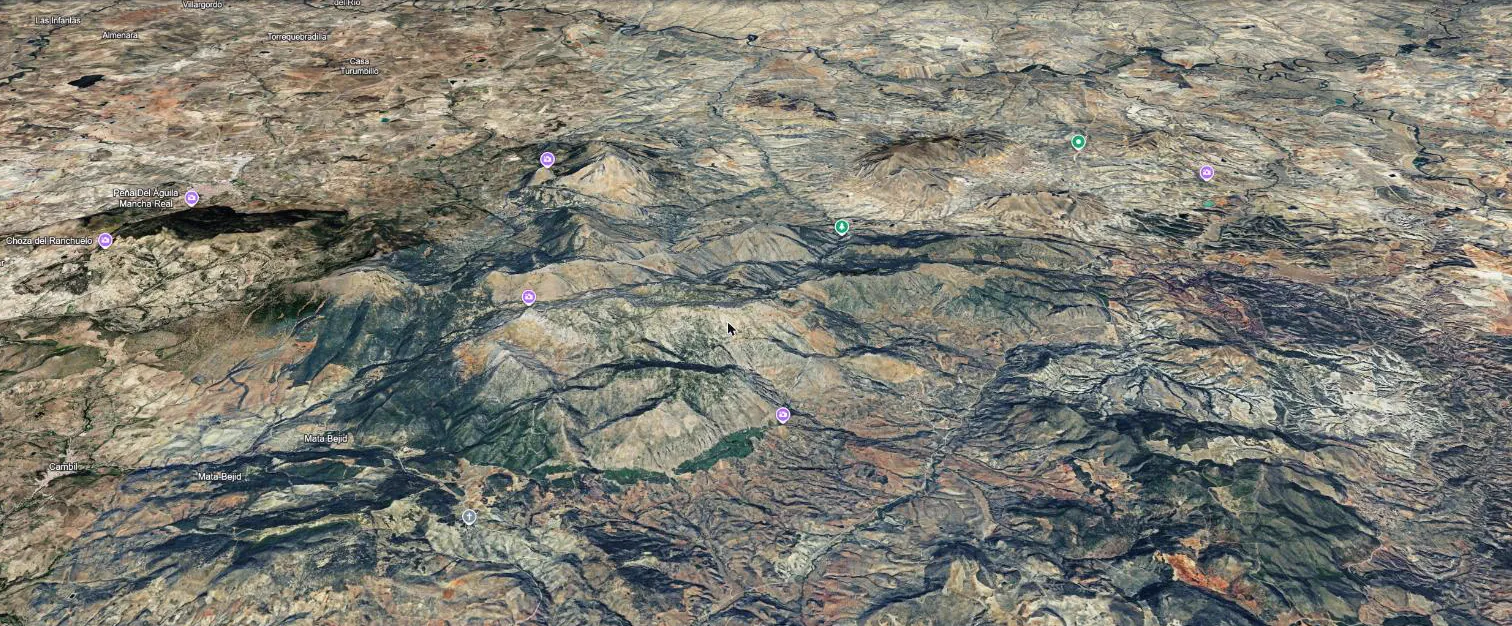 Villargordo
del Río
Las Infantas
Almenara
Torrequebradilla
Casa
Turumbillo
Peña Del Águila
Mancha Real
Choza del Ranchuelo
Mata Bejid
Cambil
Mata-Bejid